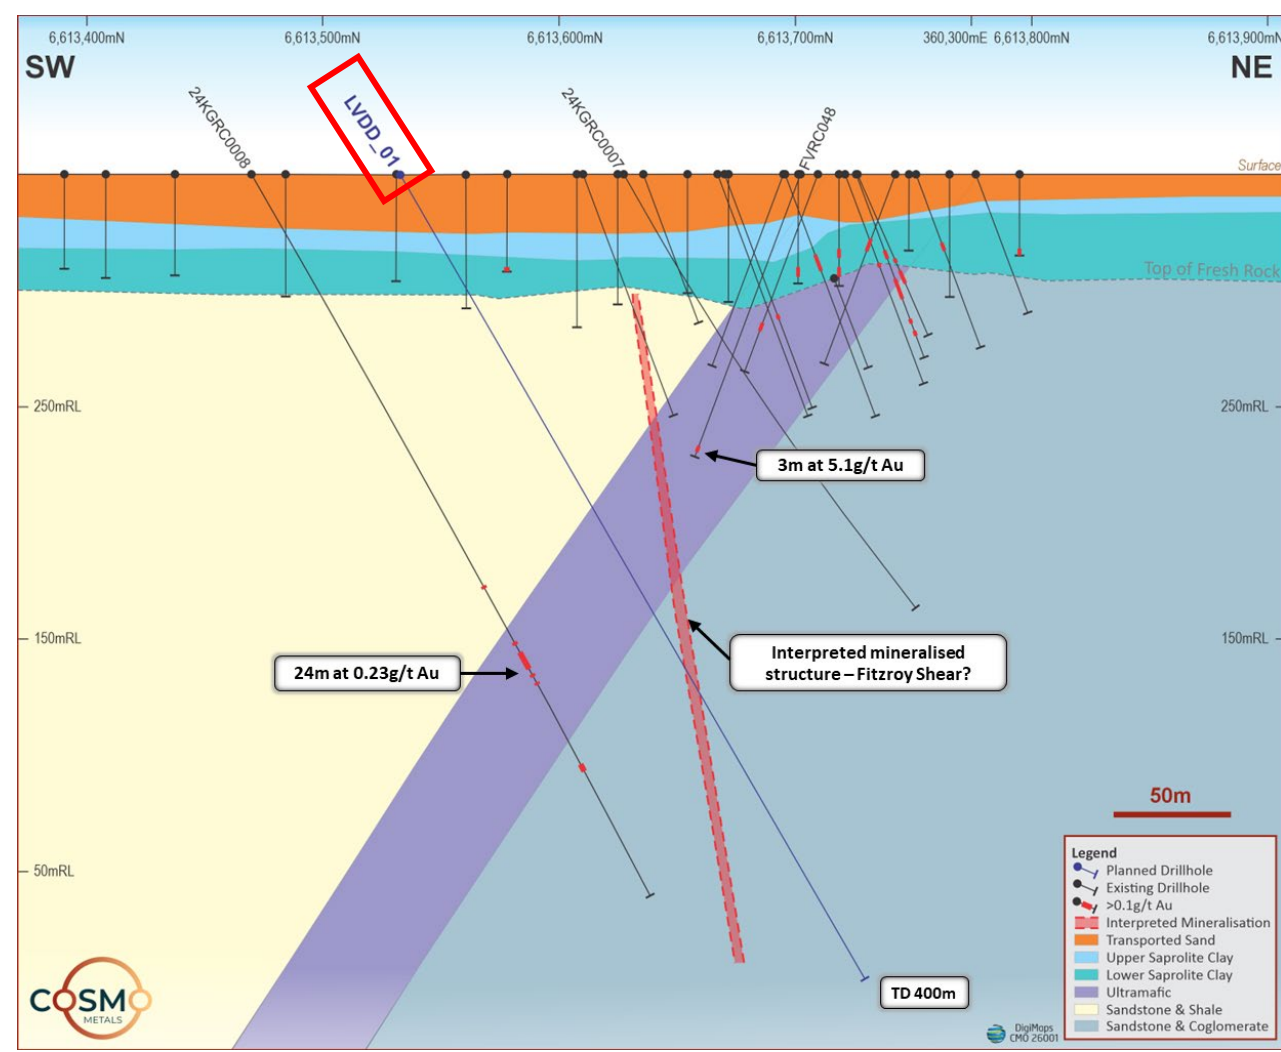 6,613,400mN
6,613,500mN
6,613,600mN
6,613,700mN
360,300mE 6,613,800mN
6,613,900mN
SW
NE
24KGRC0008
LVDD_01
24KGRC0007
FVRC048
Surface
Top of Fresh Rock
250mRL
250mRL
3m at 5.1g/t Au
150mRL
150mRL
24m at 0.23g/t Au
Interpreted mineralised
structure – Fitzroy Shear?
50mRL
50m
TD 400m
Legend
Planned Drillhole
Existing Drillhole
>0.1g/t Au
Interpreted Mineralisation
Transported Sand
Upper Saprolite Clay
Lower Saprolite Clay
Ultramafic
Sandstone & Shale
Sandstone & Coglomerate
COSMO
METALS
DigiMaps
CMO 26001